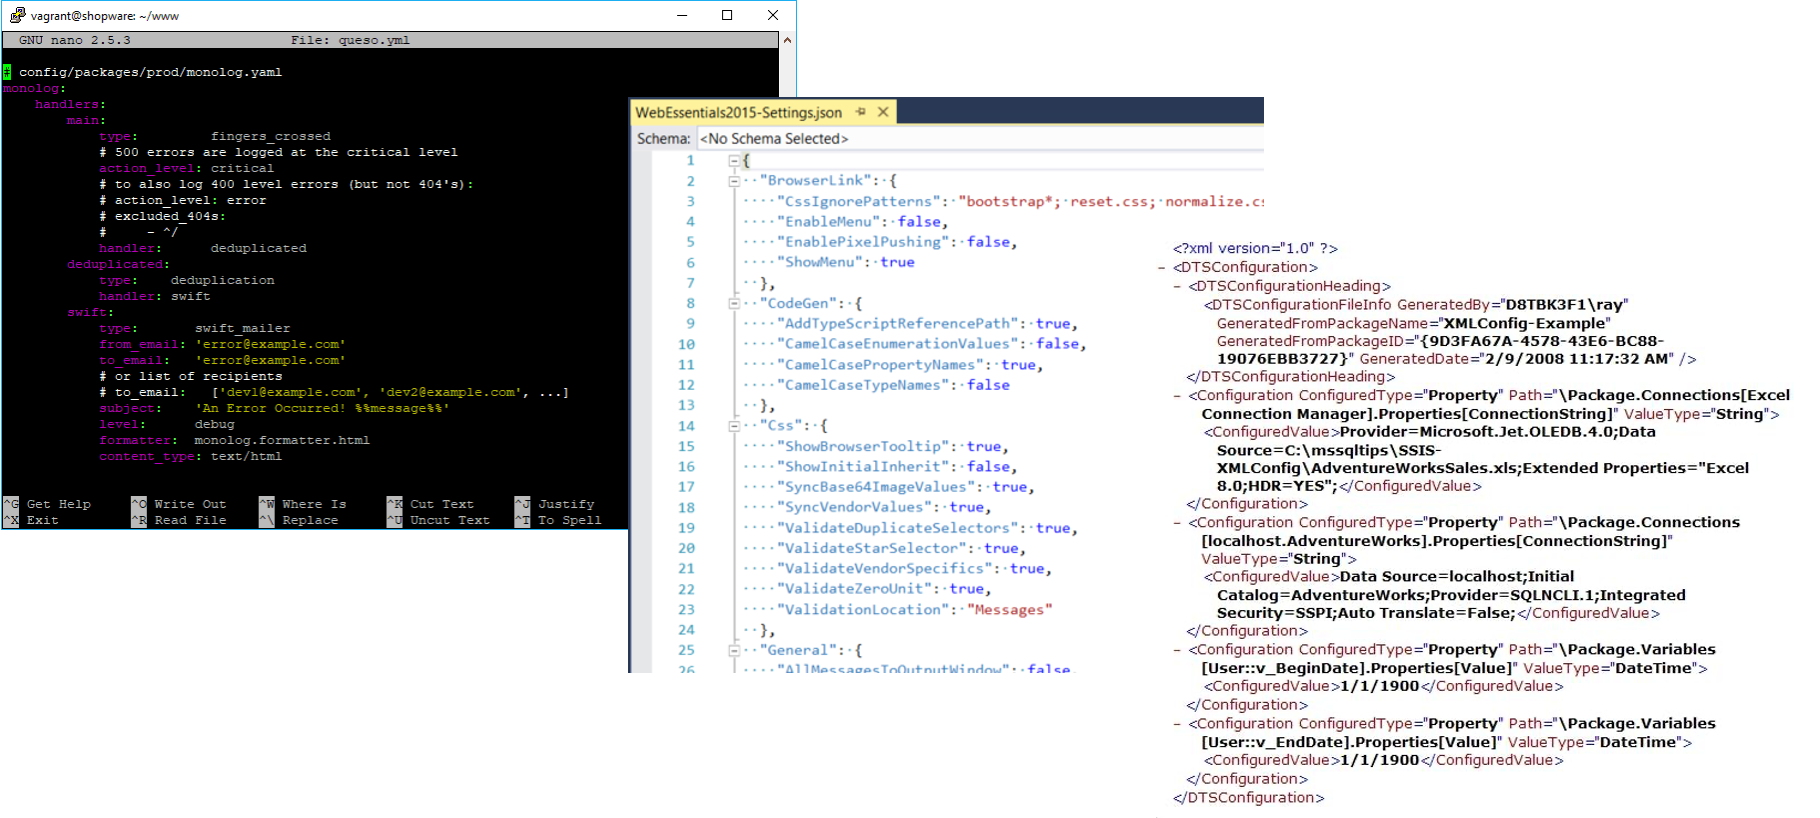 vagrant@shopware: ~/www
GNU nano 2.5.3 File: queso.yml
# config/packages/prod/monolog.yaml
monolog:
handlers:
main:
type: fingers_crossed
# 500 errors are logged at the critical level
action_level: critical
# to also log 400 level errors (but not 404's):
# action_level: error
# excluded_404s:
# - ^/
handler: deduplicated
deduplicated:
type: deduplication
handler: swift
swift:
type: swift_mailer
from_email: 'error@example.com'
to_email: 'error@example.com'
# or list of recipients
# to_email: ['dev1@example.com', 'dev2@example.com', ...]
subject: 'An Error Occurred! %%message%%'
level: debug
formatter: monolog.formatter.html
content_type: text/html
^G Get Help ^O Write Out ^W Where Is ^K Cut Text ^J Justify
^X Exit ^R Read File ^\ Replace ^U Uncut Text ^T To Spell
WebEssentials2015-Settings.json
Schema: <No Schema Selected>
1 {
2 "BrowserLink": {
3 "CssIgnorePatterns": "bootstrap*; reset.css; normalize.cs
4 "EnableMenu": false,
5 "EnablePixelPushing": false,
6 "ShowMenu": true
7 },
8 "CodeGen": {
9 "AddTypeScriptReferencePath": true,
10 "CamelCaseEnumerationValues": false,
11 "CamelCasePropertyNames": true,
12 "CamelCaseTypeNames": false
13 },
14 "Css": {
15 "ShowBrowserTooltip": true,
16 "ShowInitialInherit": false,
17 "SyncBase64ImageValues": true,
18 "SyncVendorValues": true,
19 "ValidateDuplicateSelectors": true,
20 "ValidateStarSelector": true,
21 "ValidateVendorSpecifics": true,
22 "ValidateZeroUnit": true,
23 "ValidationLocation": "Messages"
24 },
25 "General": {
26 "AllMessagesToOutputWindow": false,
<?xml version="1.0" ?>
- <DTSConfiguration>
- <DTSConfigurationHeading>
<DTSConfigurationFileInfo GeneratedBy="D8TBK3F1\ray"
GeneratedFromPackageName="XMLConfig-Example"
GeneratedFromPackageID="{9D3FA67A-4578-43E6-BC88-
19076EBB3727}" GeneratedDate="2/9/2008 11:17:32 AM" />
</DTSConfigurationHeading>
- <Configuration ConfiguredType="Property" Path="\Package.Connections[Excel
Connection Manager].Properties[ConnectionString]" ValueType="String">
<ConfiguredValue>Provider=Microsoft.Jet.OLEDB.4.0;Data
Source=C:\mssqltips\SSIS-
XMLConfig\AdventureWorksSales.xls;Extended Properties="Excel
8.0;HDR=YES";</ConfiguredValue>
</Configuration>
- <Configuration ConfiguredType="Property" Path="\Package.Connections
[localhost.AdventureWorks].Properties[ConnectionString]"
ValueType="String">
<ConfiguredValue>Data Source=localhost;Initial
Catalog=AdventureWorks;Provider=SQLNCLI.1;Integrated
Security=SSPI;Auto Translate=False;</ConfiguredValue>
</Configuration>
- <Configuration ConfiguredType="Property" Path="\Package.Variables
[User::v_BeginDate].Properties[Value]" ValueType="DateTime">
<ConfiguredValue>1/1/1900</ConfiguredValue>
</Configuration>
- <Configuration ConfiguredType="Property" Path="\Package.Variables
[User::v_EndDate].Properties[Value]" ValueType="DateTime">
<ConfiguredValue>1/1/1900</ConfiguredValue>
</Configuration>
</DTSConfiguration>